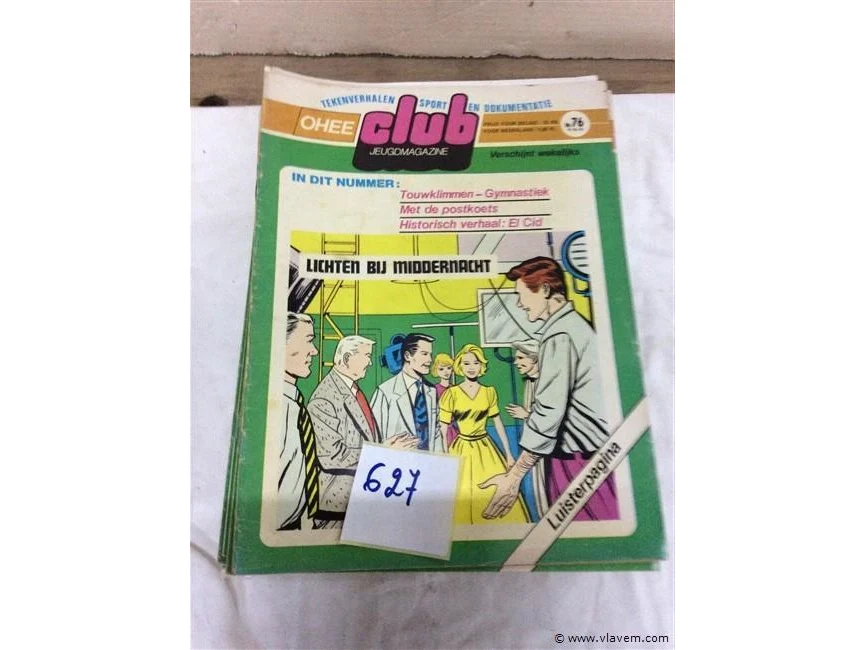 TEKENVERHALEN SPORT EN DOKUMENTATIE
OHEE club
JEUGDMAGAZINE
Nr. 76
Verschijnt wekelijks
IN DIT NUMMER:
Touwklimmen - Gymnastiek
Met de postkoets
Historisch verhaal: El Cid
LICHTEN BIJ MIDDERNACHT
627
Luisterpagina
© www.vlavem.com